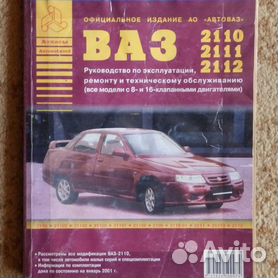 ОФИЦИАЛЬНОЕ ИЗДАНИЕ АО «АВТОВАЗ»
ВАЗ 2110
2111
2112
Руководство по эксплуатации,
ремонту и техническому обслуживанию
(все модели с 8- и 16-клапанными двигателями)
• Рассмотрены все модификации ВАЗ-2110,
в том числе автомобили малых серий и спецкомплектации
• Информация по комплектации
дана по состоянию на январь 2001 г.
Avito